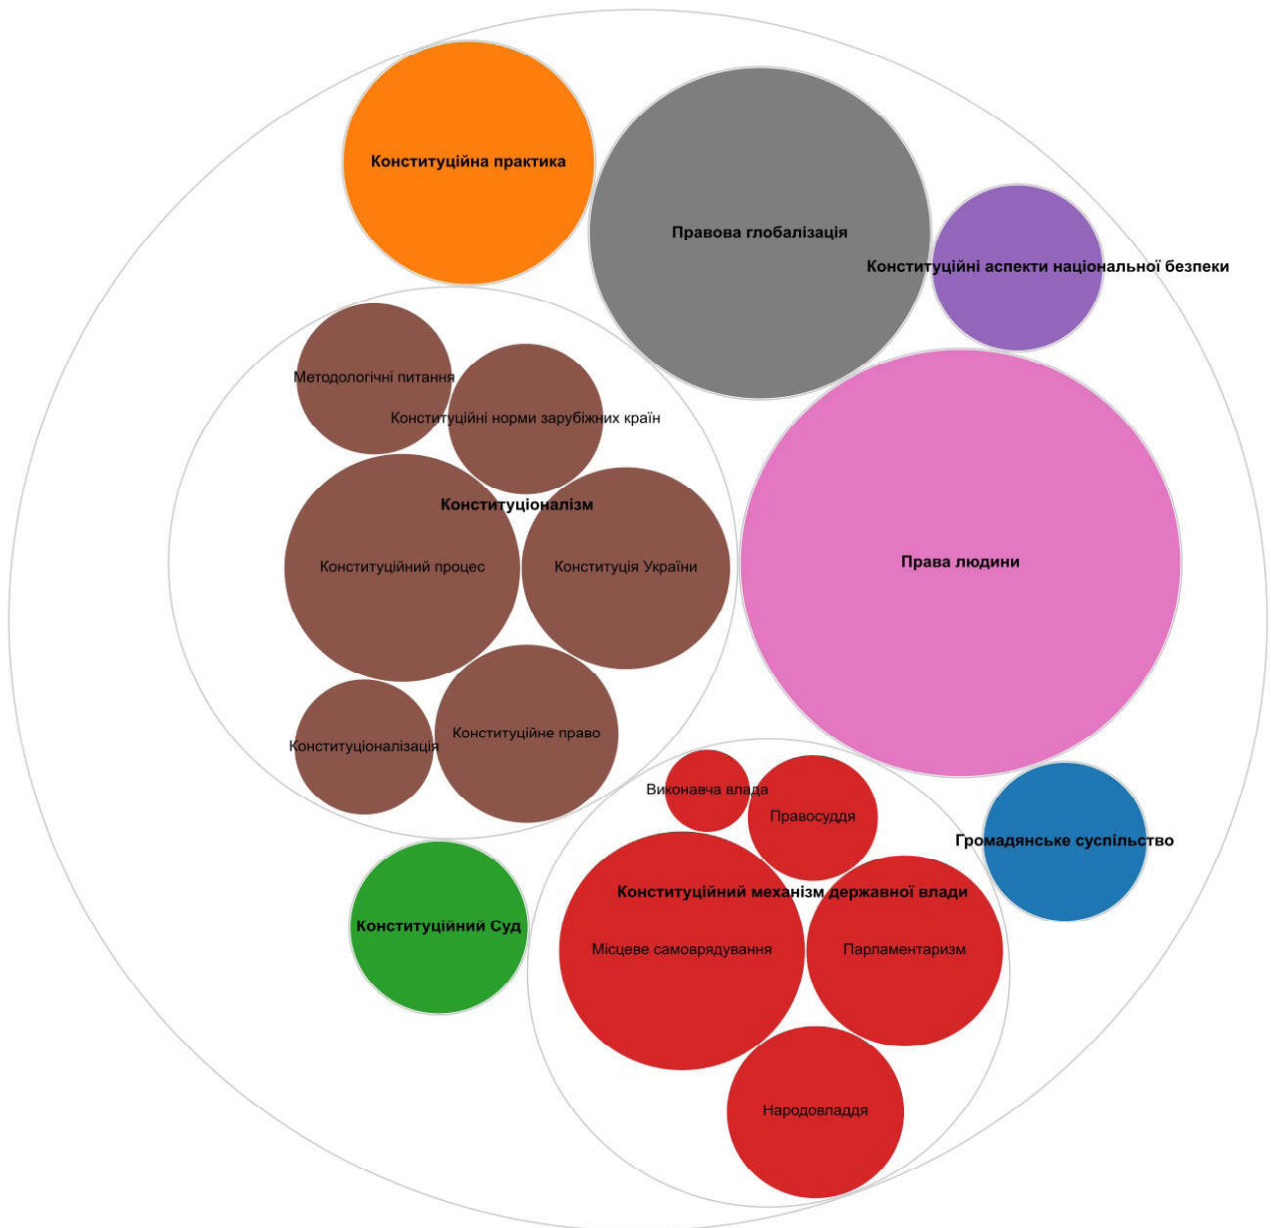 Конституційна практика
Правова глобалізація
Конституційні аспекти національної безпеки
Методологічні питання
Конституційні норми зарубіжних країн
Конституціоналізм
Конституційний процес
Конституція України
Права людини
Конституційне право
Конституціоналізація
Виконавча влада
Правосуддя
Громадянське суспільство
Конституційний механізм державної влади
Конституційний Суд
Місцеве самоврядування
Парламентаризм
Народовладдя